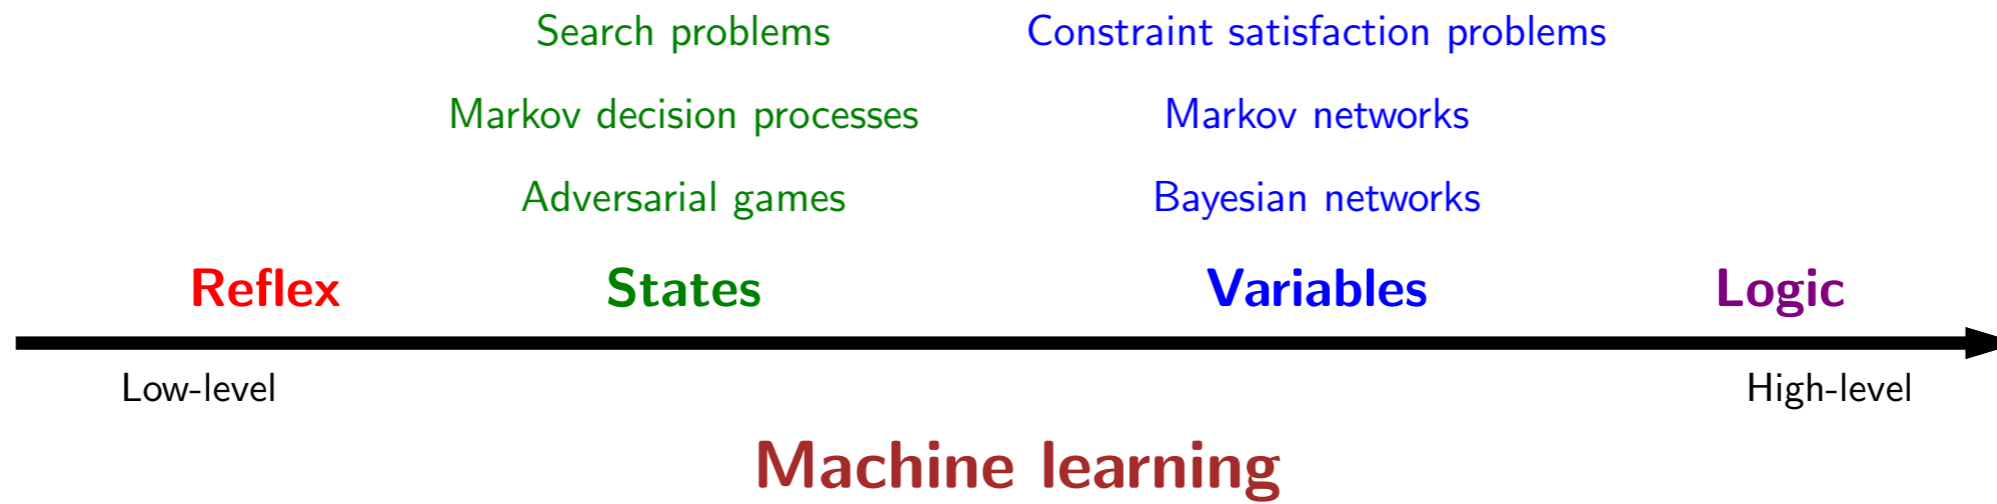 Search problems
Constraint satisfaction problems
Markov decision processes
Markov networks
Adversarial games
Bayesian networks
Reflex
States
Variables
Logic
Low-level
High-level
Machine learning